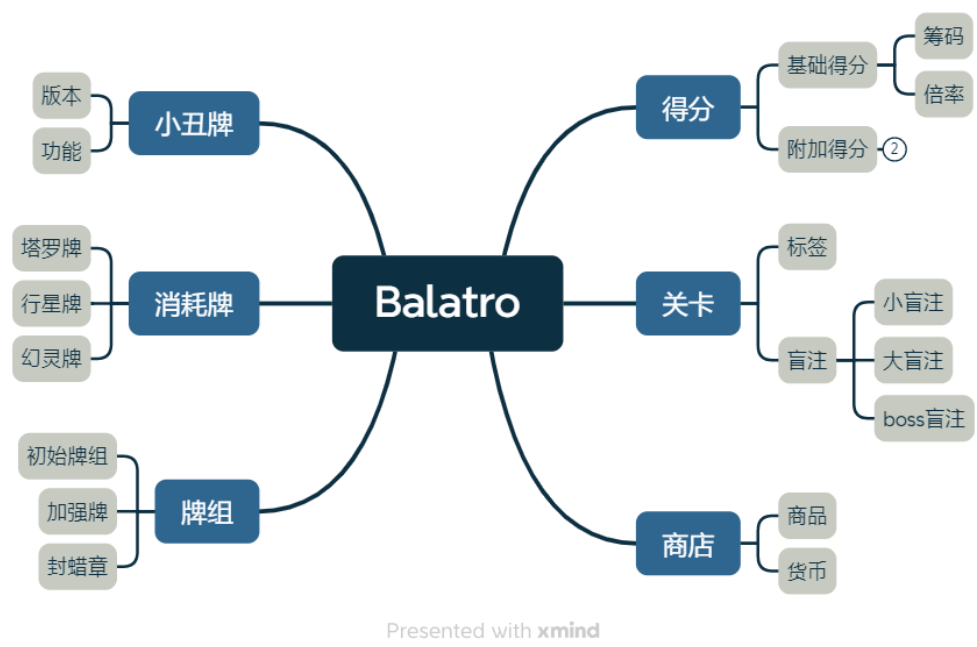 Balatro
得分
基础得分
筹码
倍率
附加得分
2
关卡
标签
盲注
小盲注
大盲注
boss盲注
商店
商品
货币
小丑牌
版本
功能
消耗牌
塔罗牌
行星牌
幻灵牌
牌组
初始牌组
加强牌
封蜡章
Presented with xmind